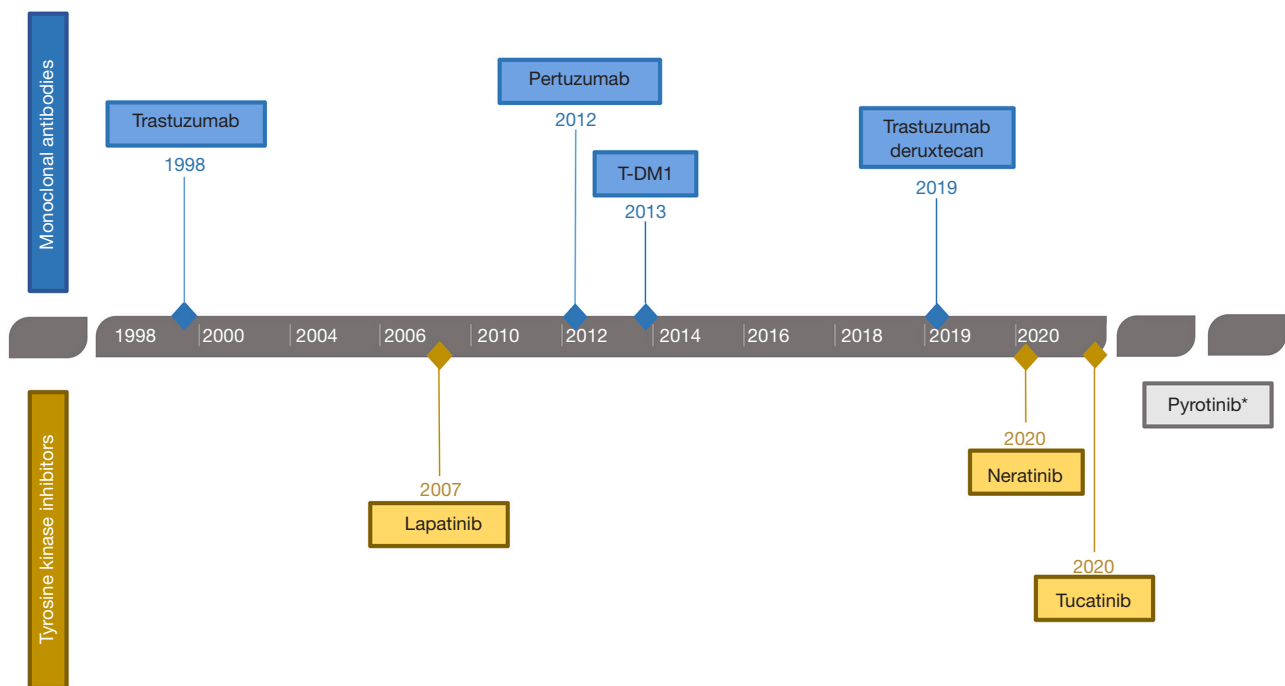 Monoclonal antibodies
Trastuzumab
1998
Pertuzumab
2012
T-DM1
2013
Trastuzumab
deruxtecan
2019
1998 2000 2004 2006 2010 2012 2014 2016 2018 2019 2020
Tyrosine kinase inhibitors
2007
Lapatinib
2020
Neratinib
2020
Tucatinib
Pyrotinib*